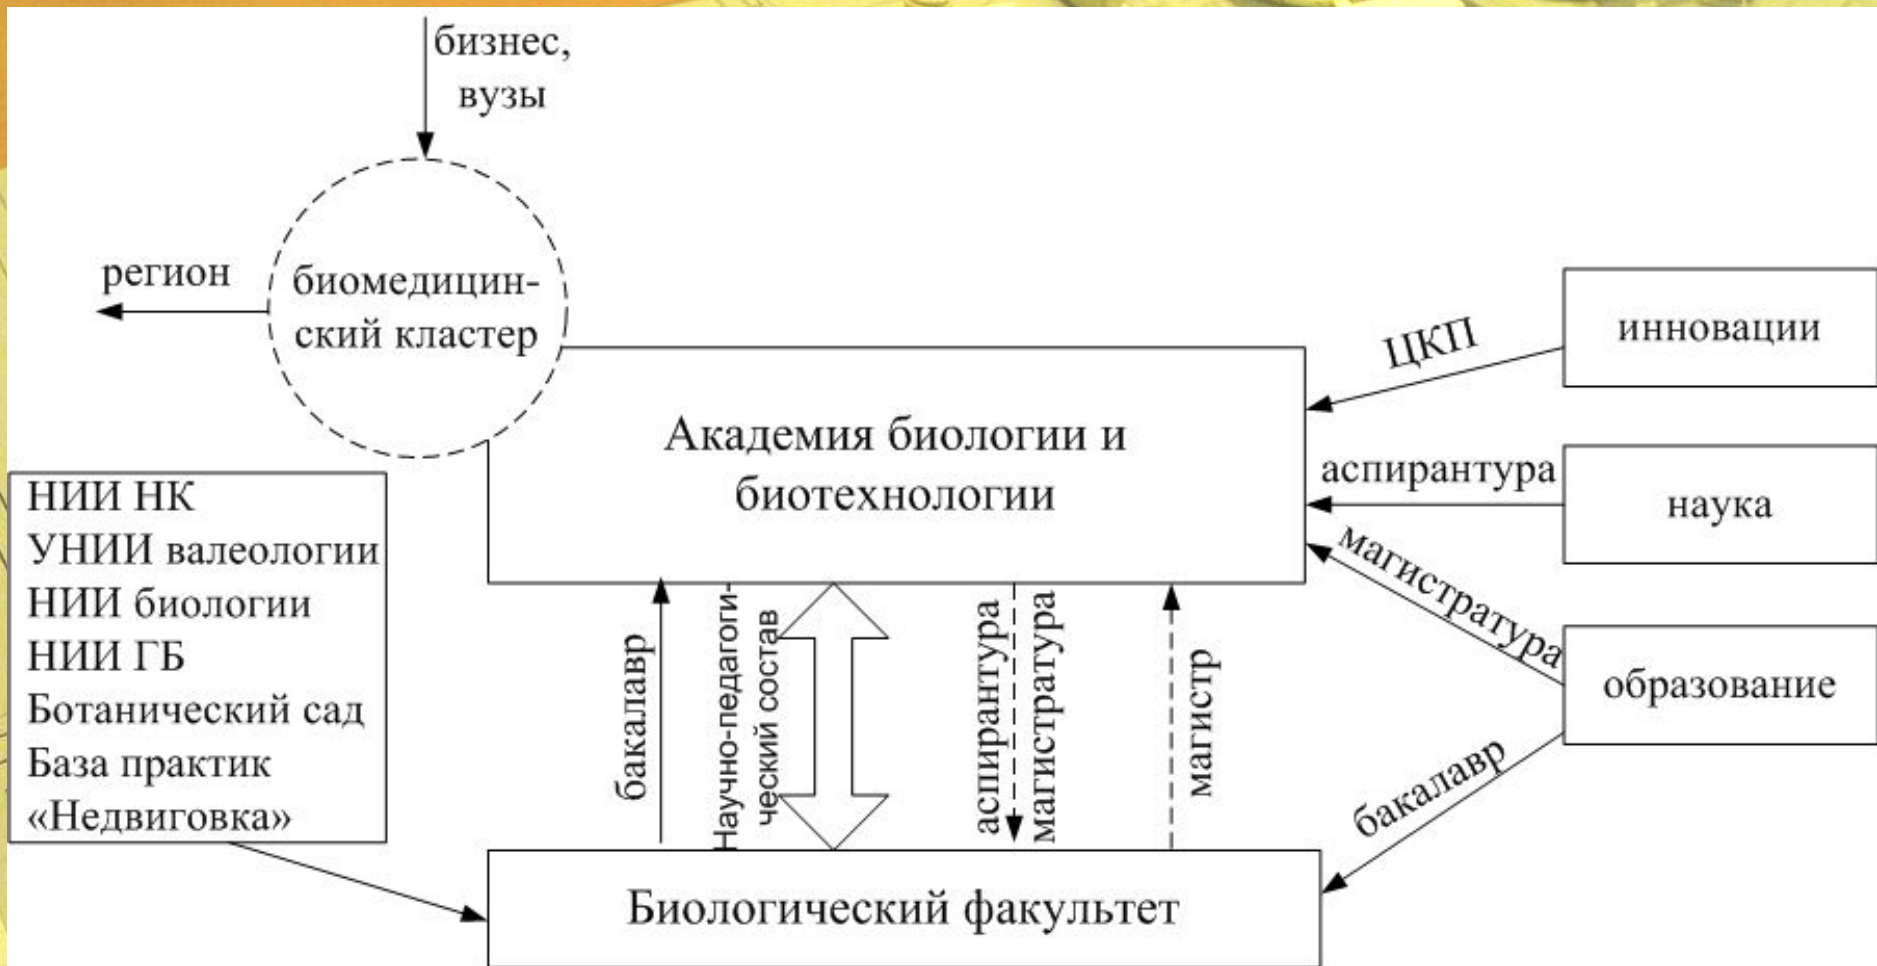 бизнес,
вузы
регион
биомедицин-
ский кластер
Академия биологии и
биотехнологии
ЦКП
инновации
аспирантура
наука
магистратура
образование
бакалавр
НИИ НК
УНИИ валеологии
НИИ биологии
НИИ ГБ
Ботанический сад
База практик
«Недвиговка»
бакалавр
Научно-педагоги-
ческий состав
аспирантура
магистратура
магистр
Биологический факультет